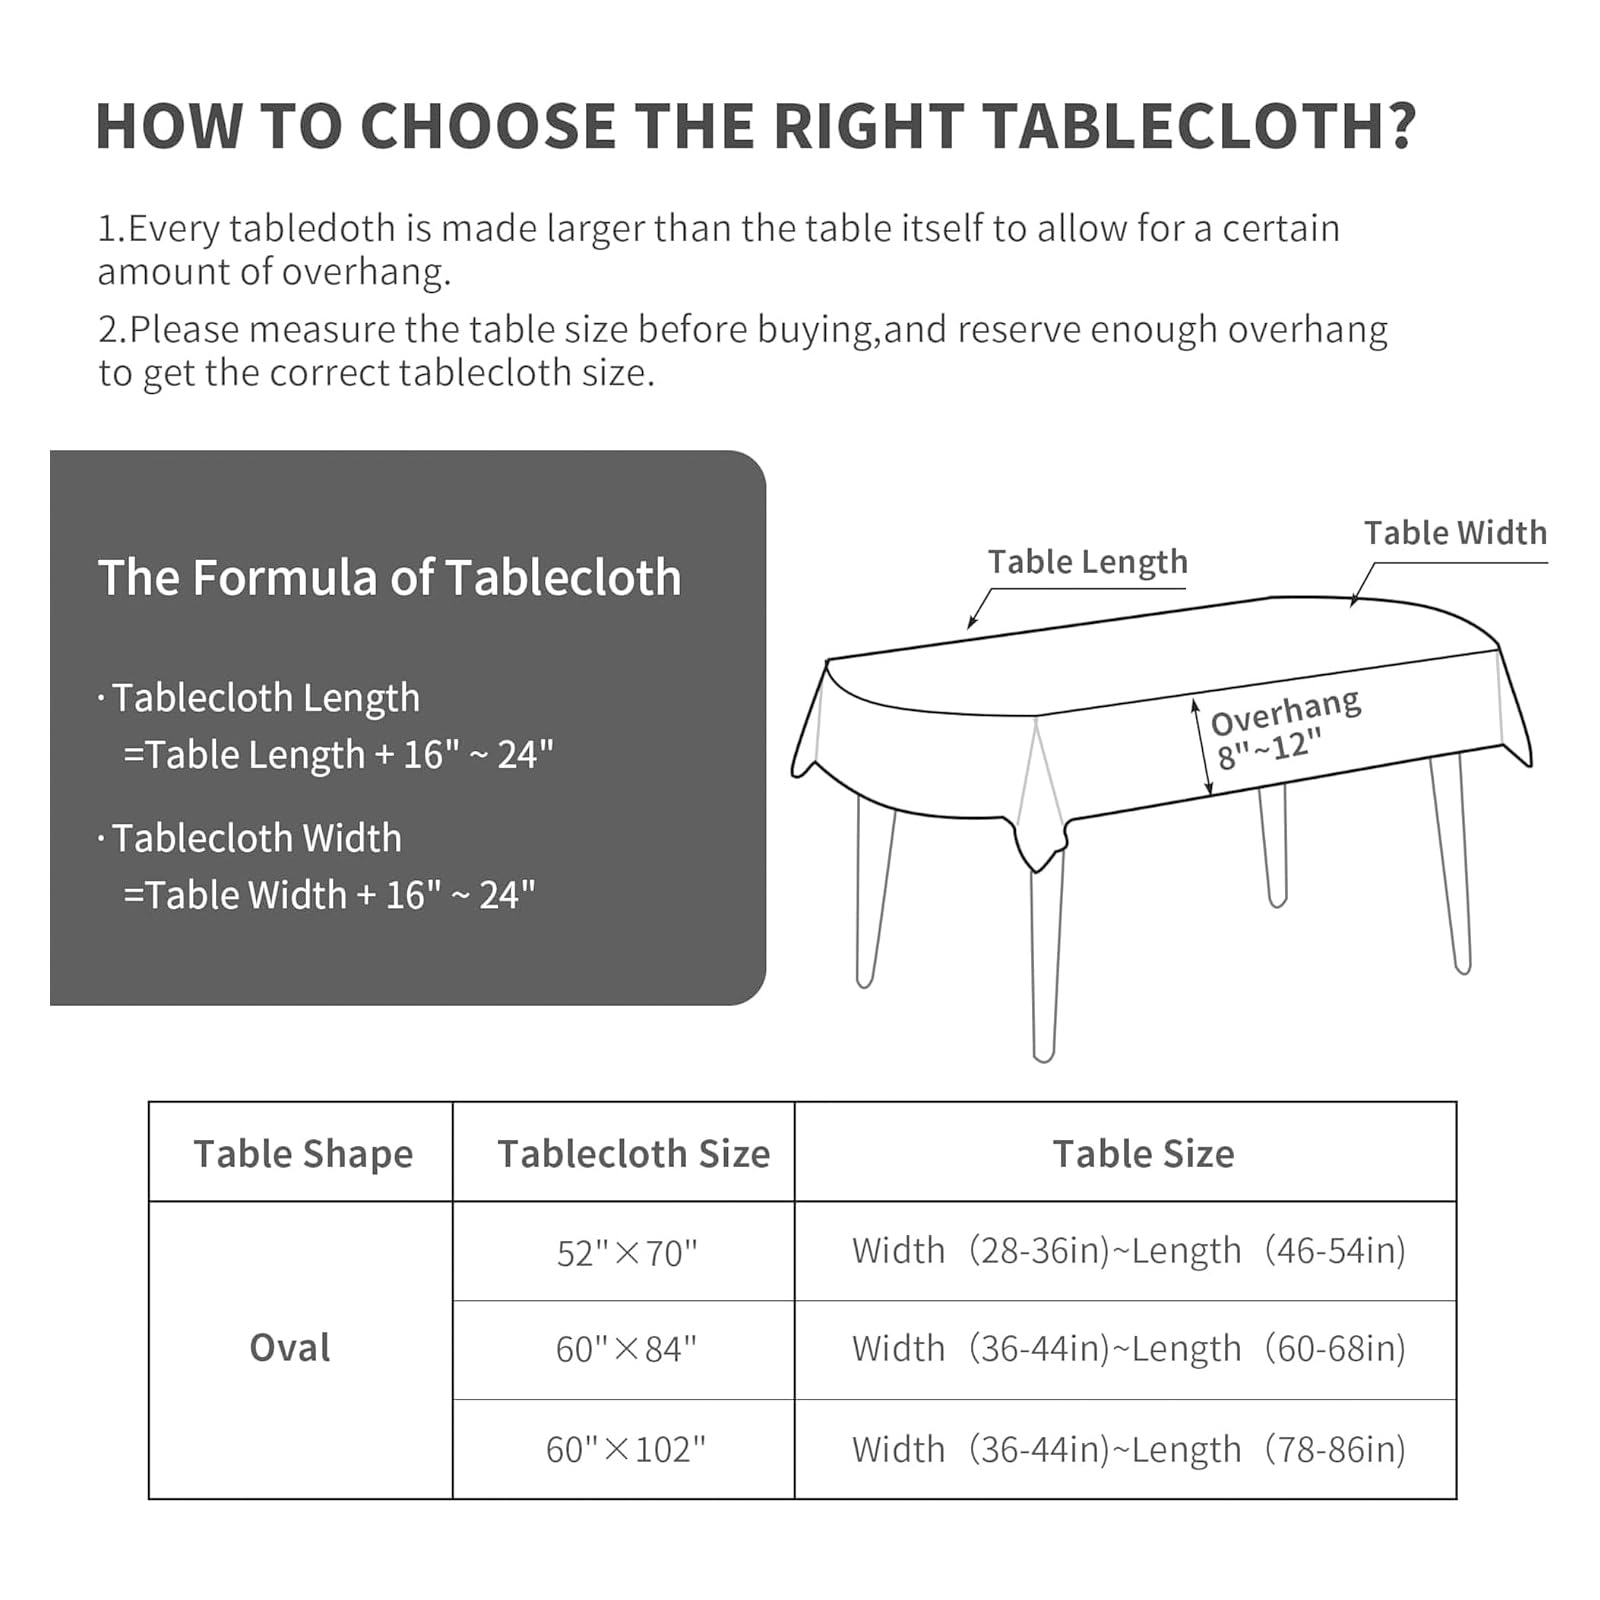 HOW TO CHOOSE THE RIGHT TABLECLOTH?
1.Every tabledoth is made larger than the table itself to allow for a certain
amount of overhang.
2.Please measure the table size before buying,and reserve enough overhang
to get the correct tablecloth size.
The Formula of Tablecloth
·Tablecloth Length
=Table Length + 16" ~ 24"
·Tablecloth Width
=Table Width + 16" ~ 24"
Table Length
Table Width
Overhang
8"~12"
Table Shape
Tablecloth Size
Table Size
Oval
52"×70"
Width (28-36in)~Length (46-54in)
60"×84"
Width (36-44in)~Length (60-68in)
60"×102"
Width (36-44in)~Length (78-86in)